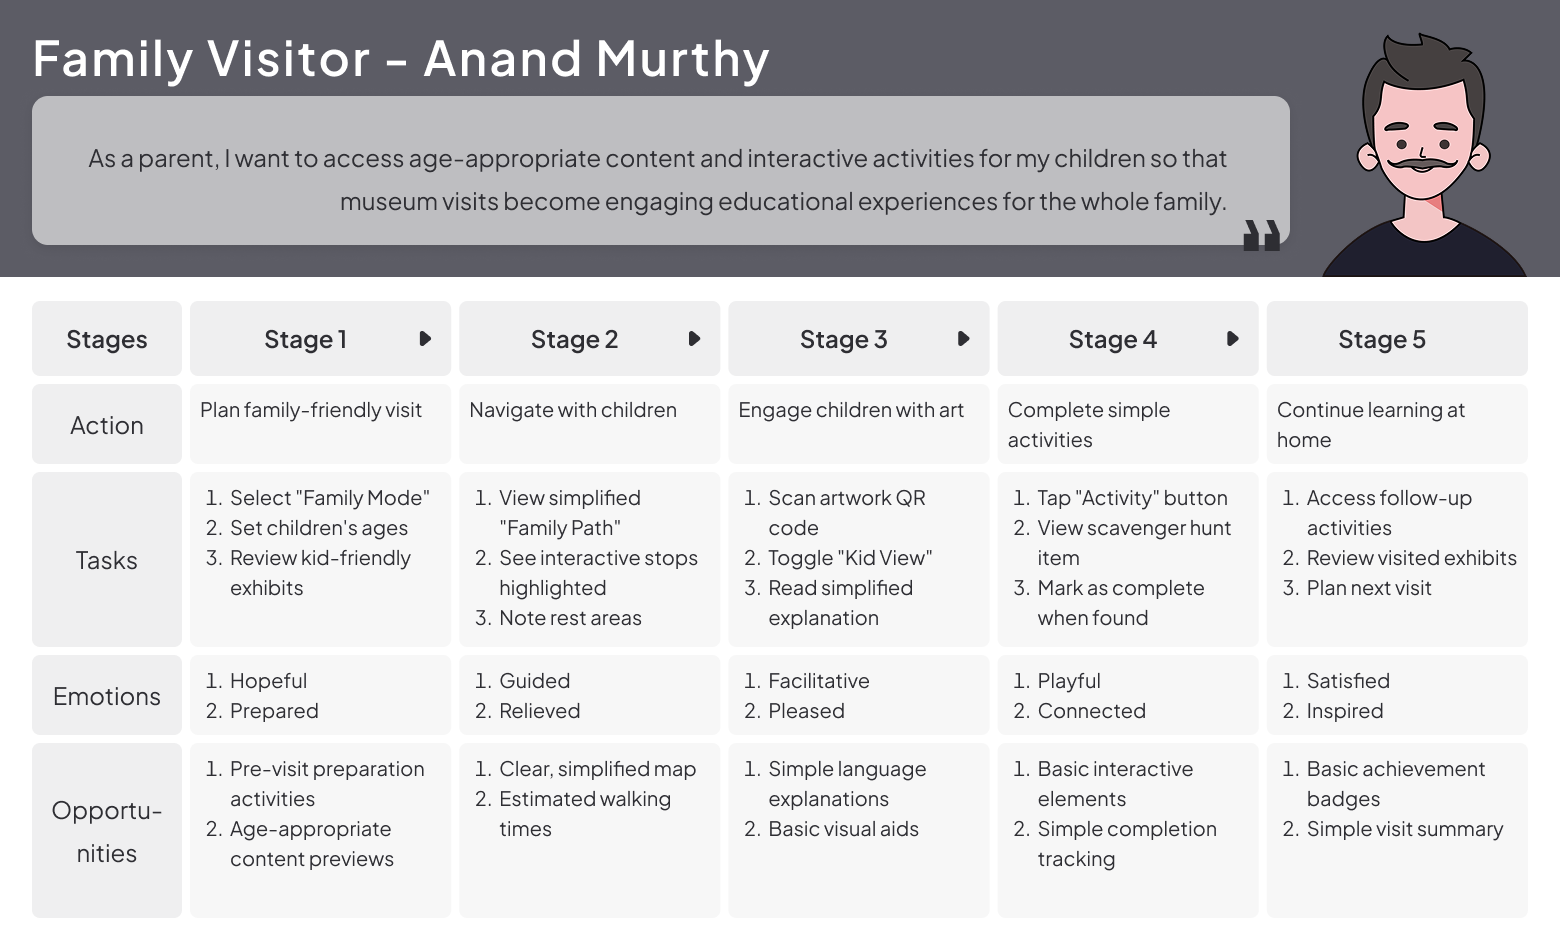 Family Visitor - Anand Murthy
As a parent, I want to access age-appropriate content and interactive activities for my children so that
museum visits become engaging educational experiences for the whole family.
"
Stages
Stage 1
Stage 2
Stage 3
Stage 4
Stage 5
Action
Plan family-friendly visit
Navigate with children
Engage children with art
Complete simple
activities
Continue learning at
home
Tasks
1. Select "Family Mode"
2. Set children's ages
3. Review kid-friendly
exhibits
1. View simplified
"Family Path"
2. See interactive stops
highlighted
3. Note rest areas
1. Scan artwork QR
code
2. Toggle "Kid View"
3. Read simplified
explanation
1. Tap "Activity" button
2. View scavenger hunt
item
3. Mark as complete
when found
1. Access follow-up
activities
2. Review visited exhibits
3. Plan next visit
Emotions
1. Hopeful
2. Prepared
1. Guided
2. Relieved
1. Facilitative
2. Pleased
1. Playful
2. Connected
1. Satisfied
2. Inspired
Opportu-
nities
1. Pre-visit preparation
activities
2. Age-appropriate
content previews
1. Clear, simplified map
2. Estimated walking
times
1. Simple language
explanations
2. Basic visual aids
1. Basic interactive
elements
2. Simple completion
tracking
1. Basic achievement
badges
2. Simple visit summary